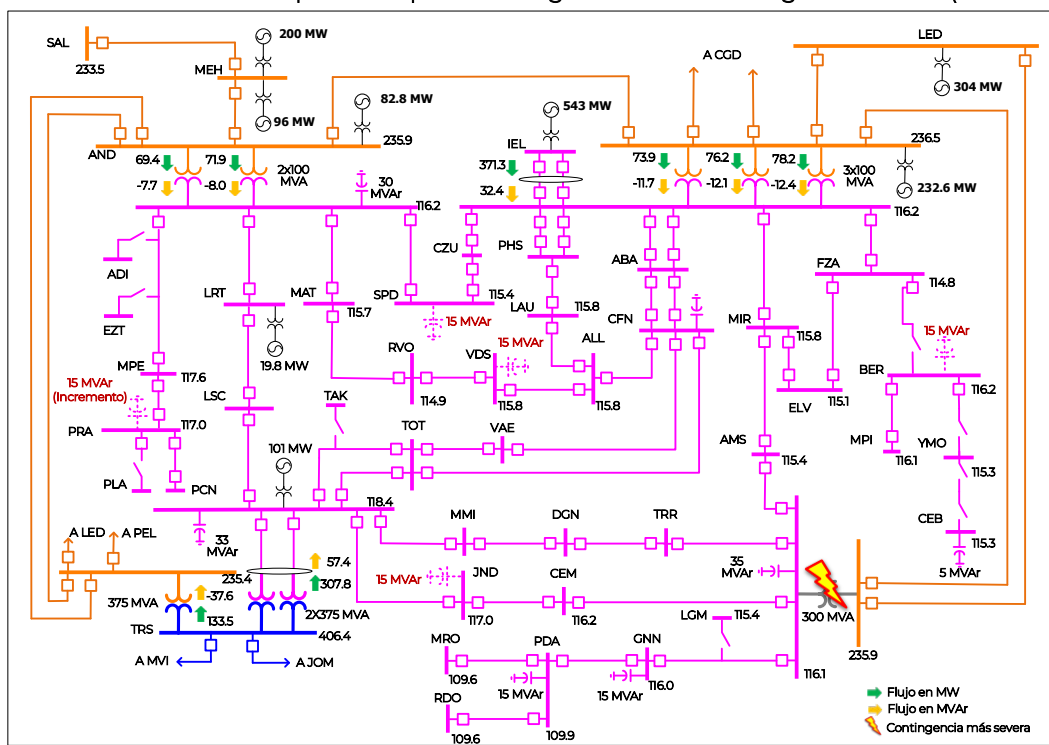 200 MW
SAL
LED
A CGD
233.5
MEH
543 MW
304 MW
82.8 MW
96 MW
235.9
IEL
236.5
AND
69.4
71.9
2x100
MVA
371.3
73.9
76.2
78.2
3x100
MVA
-7.7
-8.0
30
MVAr
32.4
-11.7
-12.1
-12.4
232.6 MW
116.2
116.2
CZU
PHS
ABA
FZA
ADI
LRT
MAT
SPD
115.4
LAU
115.8
CFN
MIR
114.8
EZT
115.7
15 MVAr
15 MVAr
ALL
115.8
15 MVAr
RVO
VDS
19.8 MW
MPE
117.6
BER
116.2
15 MVAr
(Incremento)
LSC
114.9
115.8
115.8
ELV
115.1
TAK
PRA
117.0
TOT
VAE
AMS
MPI
116.1
YMO
115.3
101 MW
115.4
PLA
PCN
118.4
CEB
115.3
MMI
DGN
TRR
A LED
A PEL
33
MVAr
57.4
35
MVAr
5 MVAr
15 MVAr
JND
CEM
235.4
307.8
375 MVA
-37.6
133.5
2X375 MVA
117.0
116.2
LGM
115.4
300 MVA
TRS
406.4
MRO
PDA
GNN
235.9
A MVI
A JOM
109.6
15 MVAr
15 MVAr
116.0
116.1
RDO
109.6
109.9
Flujo en MW
Flujo en MVAr
Contingencia más severa